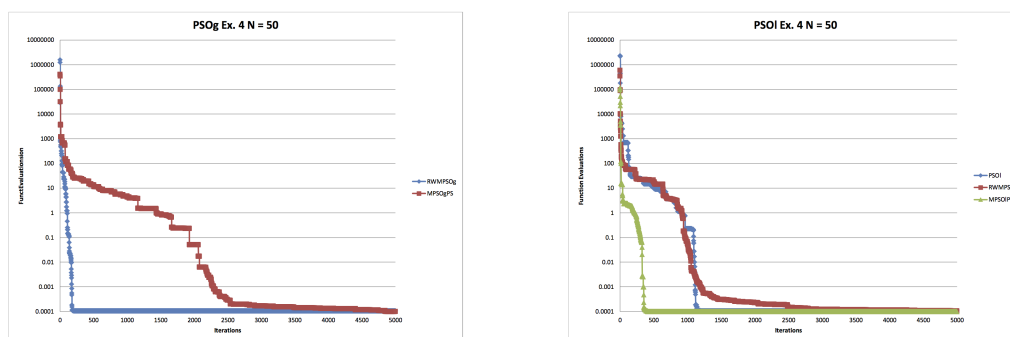 PSOg Ex. 4 N = 50
10000000
1000000
100000
10000
1000
100
10
1
0.1
0.01
0.001
0.0001
0 500 1000 1500 2000 2500 3000 3500 4000 4500 5000
Iterations
FunctEvaluationsion
RWMPSOg
MPSOgPS
PSOl Ex. 4 N = 50
10000000
1000000
100000
10000
1000
100
10
1
0.1
0.01
0.001
0.0001
0 500 1000 1500 2000 2500 3000 3500 4000 4500 5000
Iterations
Function Evaluations
PSOl
RWMPS
MPSOlP